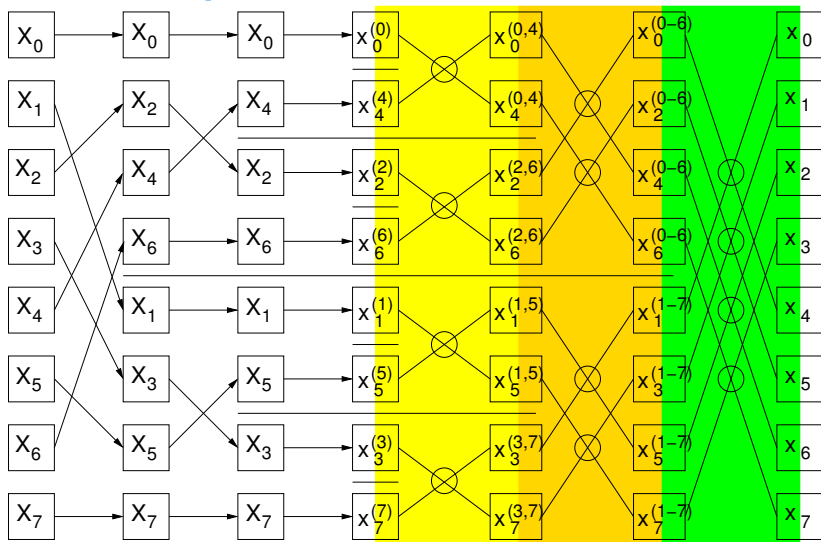 X₀ X₀ X₀ x₀⁽⁰⁾ x₀⁽⁰,⁴⁾ x₀⁽⁰⁻⁶⁾ x₀
X₁ X₂ X₄ x₄⁽⁴⁾ x₄⁽⁰,⁴⁾ x₂⁽⁰⁻⁶⁾ x₁
X₂ X₄ X₂ x₂⁽²⁾ x₂⁽²,⁶⁾ x₄⁽⁰⁻⁶⁾ x₂
X₃ X₆ X₆ x₆⁽⁶⁾ x₆⁽²,⁶⁾ x₆⁽⁰⁻⁶⁾ x₃
X₄ X₁ X₁ x₁⁽¹⁾ x₁⁽¹,⁵⁾ x₁⁽¹⁻⁷⁾ x₄
X₅ X₃ X₅ x₅⁽⁵⁾ x₅⁽¹,⁵⁾ x₃⁽¹⁻⁷⁾ x₅
X₆ X₅ X₃ x₃⁽³⁾ x₃⁽³,⁷⁾ x₅⁽¹⁻⁷⁾ x₆
X₇ X₇ X₇ x₇⁽⁷⁾ x₇⁽³,⁷⁾ x₇⁽¹⁻⁷⁾ x₇